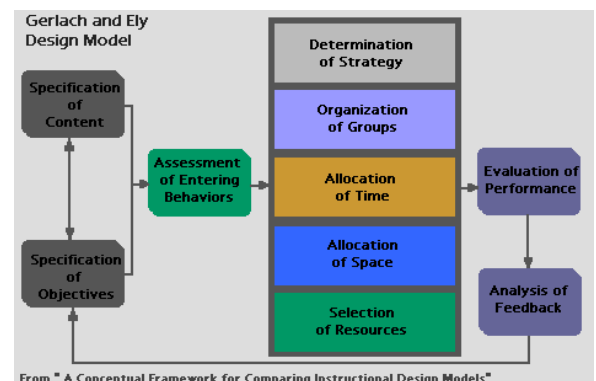 Gerlach and Ely
Design Model
Specification
of
Content
Specification
of
Objectives
Assessment
of Entering
Behaviors
Determination
of Strategy
Organization
of Groups
Allocation
of Time
Allocation
of Space
Selection
of Resources
Evaluation of
Performance
Analysis of
Feedback
From " A Conceptual Framework for Comparing Instructional Design Models"